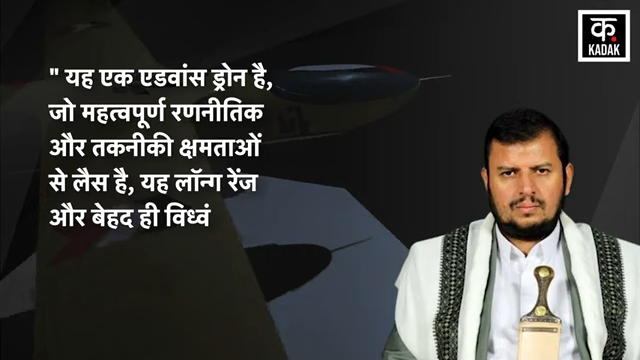 " यह एक एडवांस ड्रोन है,
जो महत्वपूर्ण रणनीतिक
और तकनीकी क्षमताओं
से लैस है, यह लॉन्ग रेंज
और बेहद ही विध्वं
क
KADAK